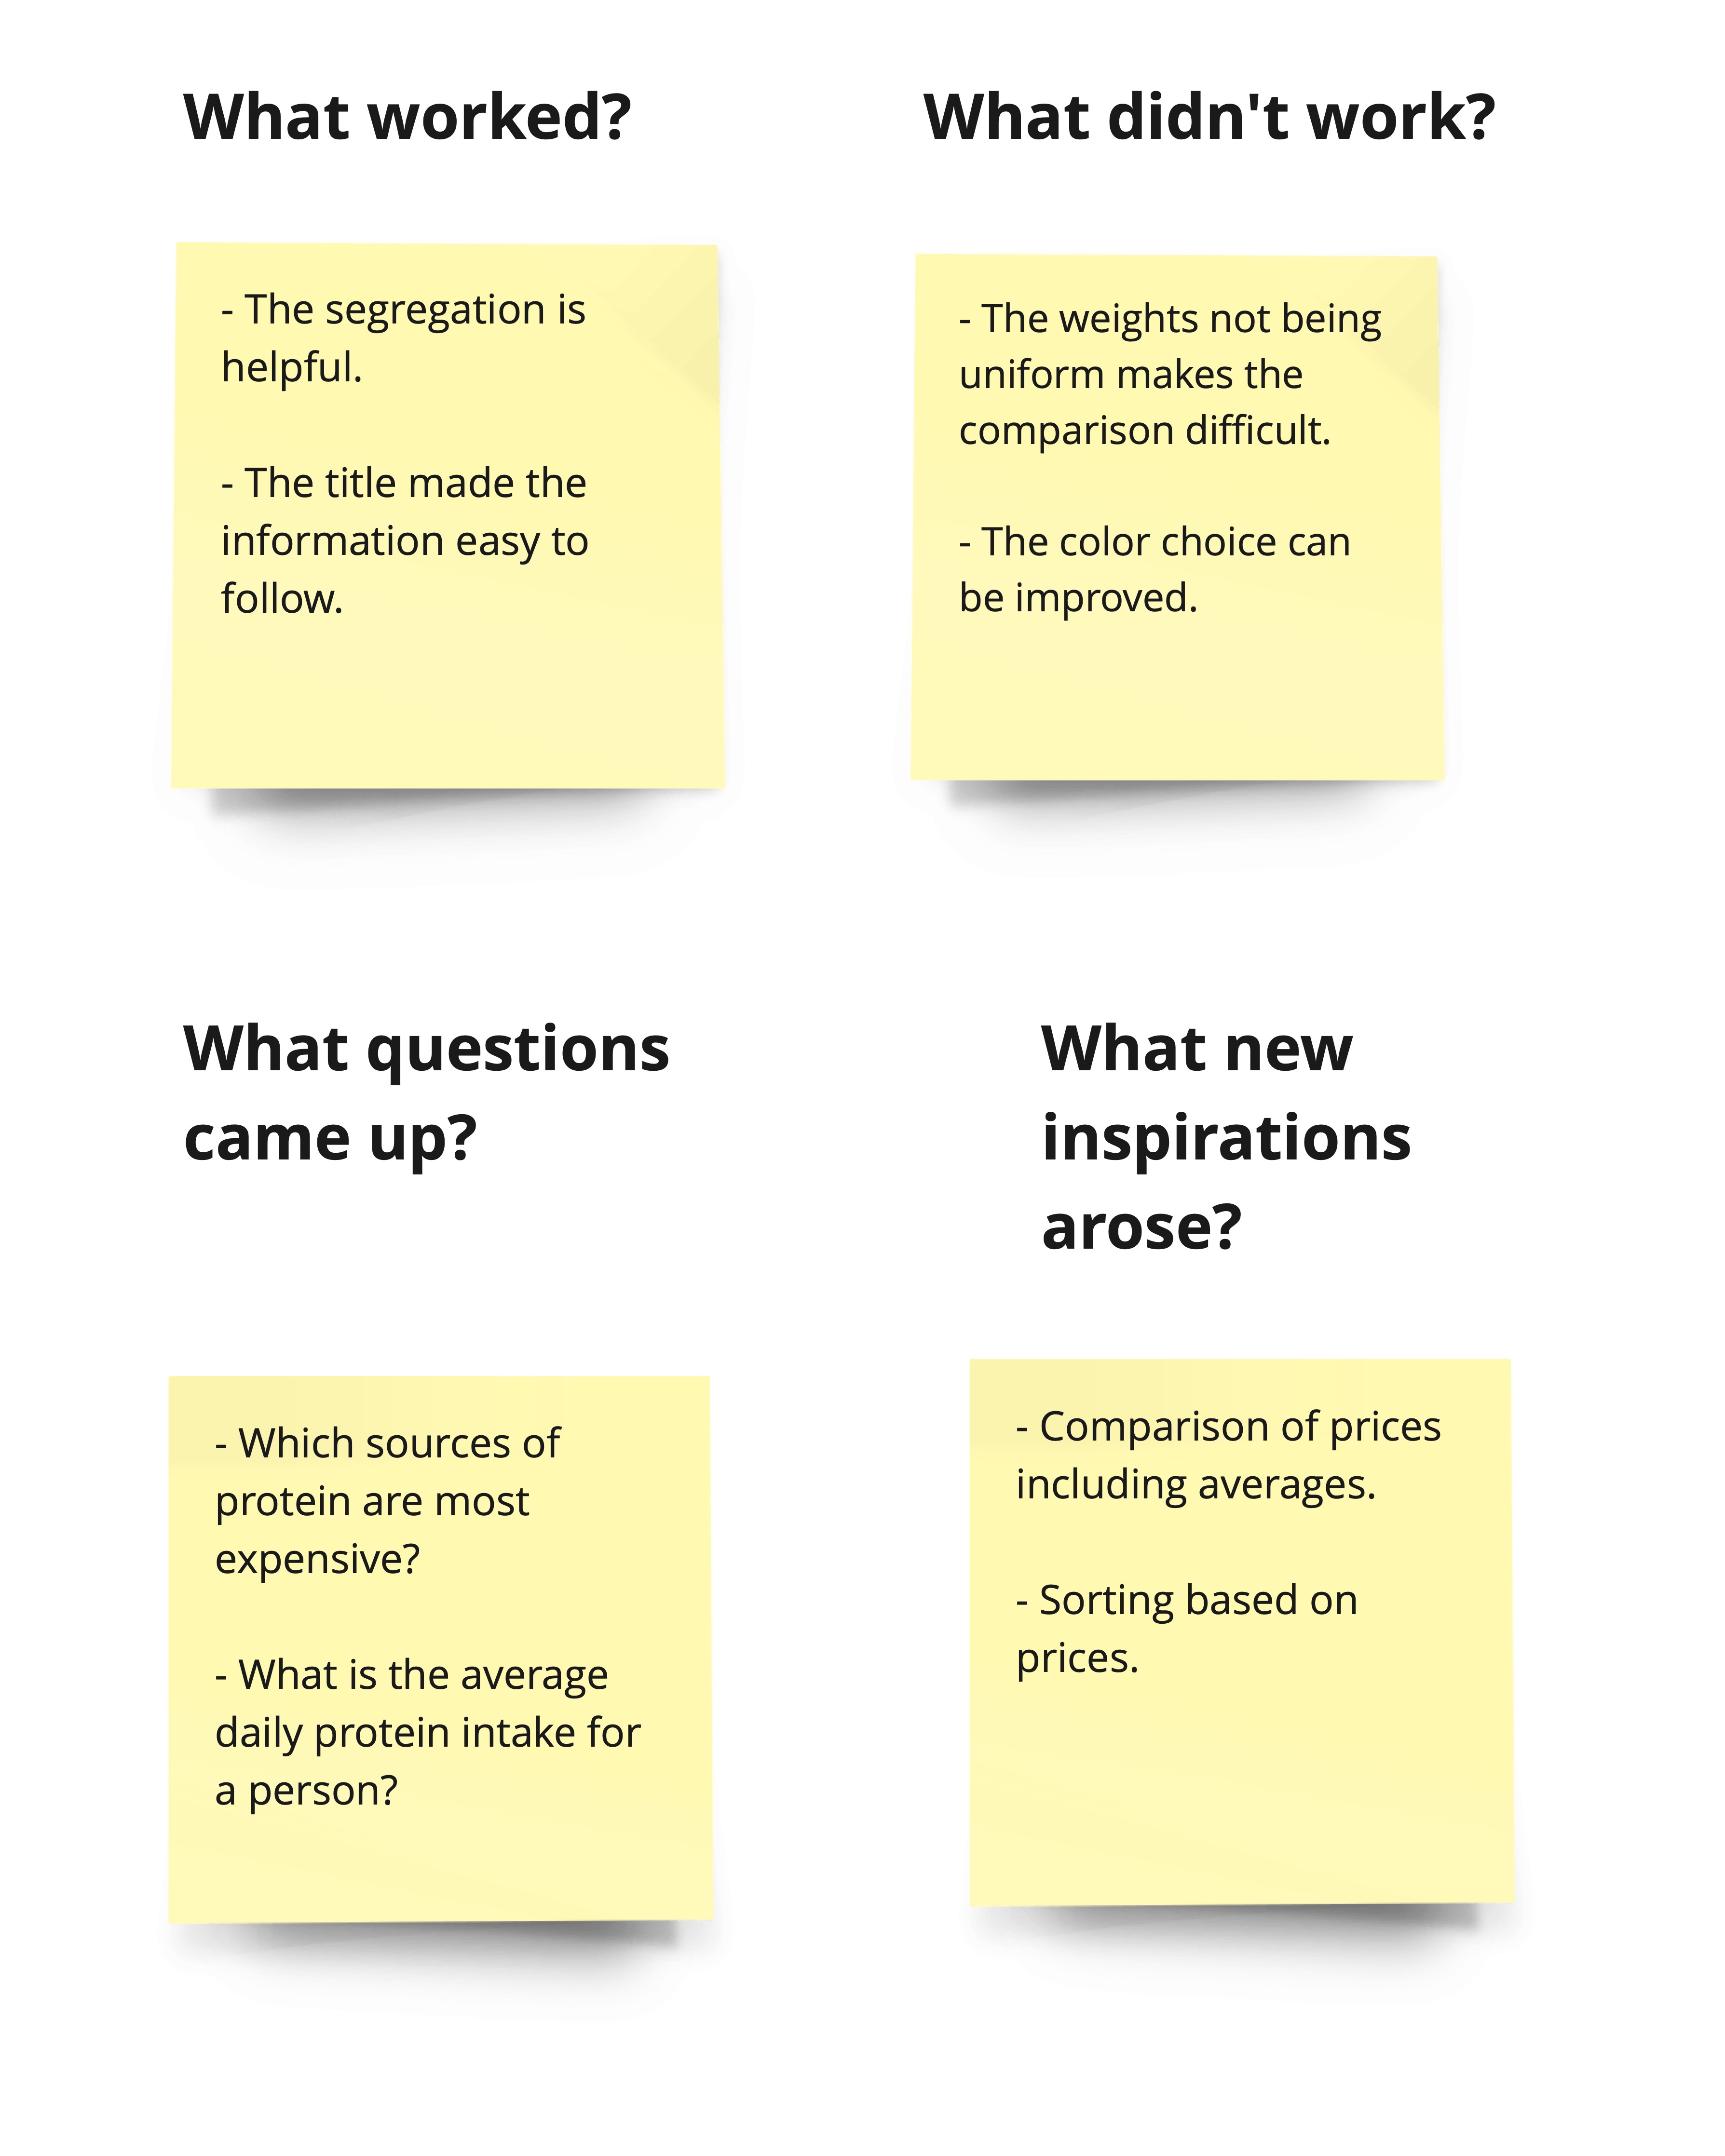 What worked?
- The segregation is
helpful.
- The title made the
information easy to
follow.
What didn't work?
- The weights not being
uniform makes the
comparison difficult.
- The color choice can
be improved.
What questions
came up?
- Which sources of
protein are most
expensive?
- What is the average
daily protein intake for
a person?
What new
inspirations
arose?
- Comparison of prices
including averages.
- Sorting based on
prices.